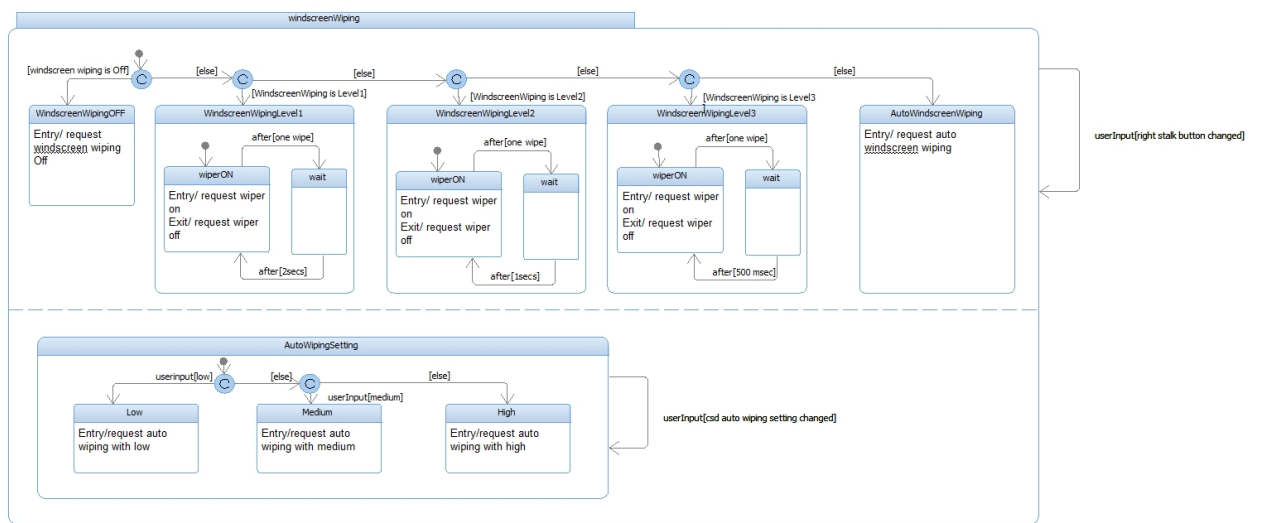 windscreenWiping
[windscreen wiping is Off]
[else]
[else]
[else]
[else]
[WindscreenWiping is Level1]
[WindscreenWiping is Level2]
[WindscreenWiping is Level3
]
WindscreenWipingOFF
Entry/ request
windscreen wiping
Off
WindscreenWipingLevel1
after[one wipe]
wiperON
Entry/ request wiper
on
Exit/ request wiper
off
wait
after[2secs]
WindscreenWipingLevel2
after[one wipe]
wiperON
Entry/ request wiper
on
Exit/ request wiper
off
wait
after[1secs]
WindscreenWipingLevel3
after[one wipe]
wiperON
Entry/ request wiper
on
Exit/ request wiper
off
wait
after[500 msec]
AutoWindscreenWiping
Entry/ request auto
windscreen wiping
userInput[right stalk button changed]
AutoWipingSetting
userinput[low]
[else]
[else]
userInput[medium]
Low
Entry/request auto
wiping with low
Medium
Entry/request auto
wiping with medium
High
Entry/request auto
wiping with high
userInput[csd auto wiping setting changed]
C
C
C
C
C
C